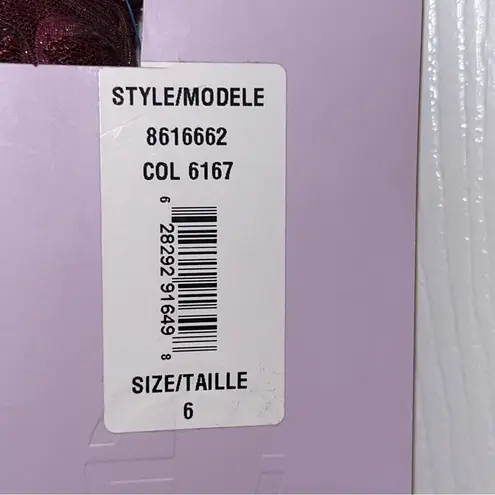 STYLE/MODELE
8616662
COL 6167
6 28292 91649 8
SIZE/TAILLE
6